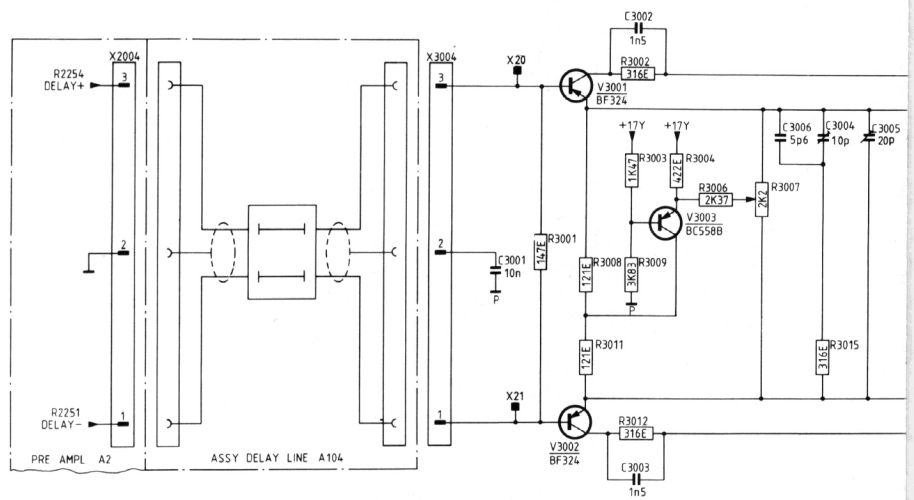 C3002
1n5
X2004
X3004
X20
R3002
316E
R2254
DELAY+
3
3
V3001
BF324
+17Y
+17Y
C3006
5p6
C3004
10p
C3005
20p
R3003
1K47
R3004
422E
R3006
2K37
R3007
2K2
V3003
BC558B
R3001
147E
2
2
C3001
10n
P
R3008
121E
R3009
3K83
P
R3011
121E
R3015
316E
R2251
DELAY-
1
1
X21
R3012
316E
V3002
BF324
C3003
1n5
PRE AMPL A2
ASSY DELAY LINE A104